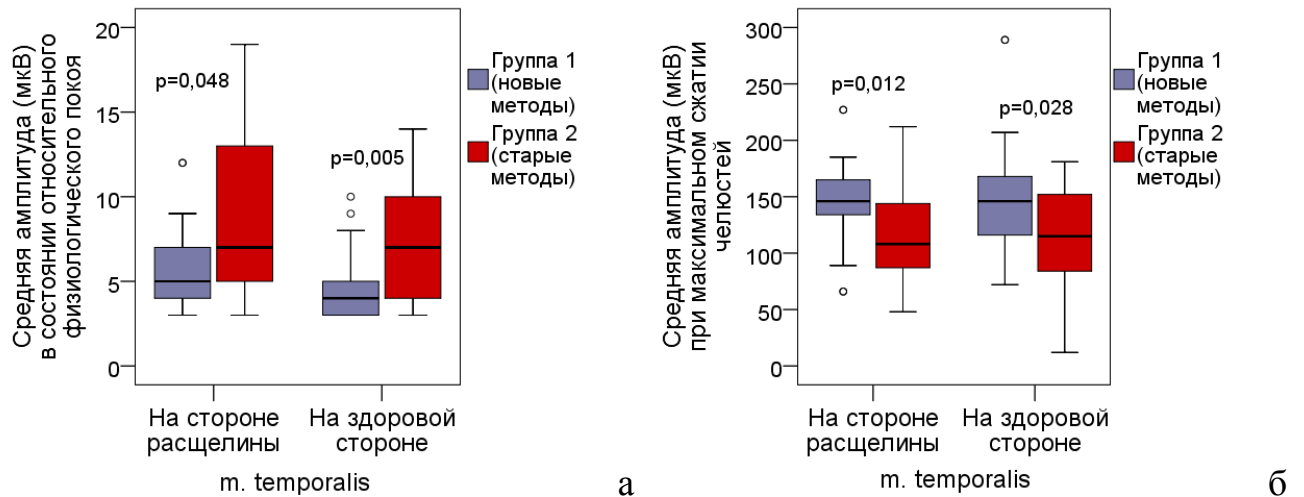 Средняя амплитуда (мкВ)
в состоянии относительного
физиологического покоя
20
15
10
5
0
p=0,048
p=0,005
На стороне
расщелины
На здоровой
стороне
m. temporalis
Группа 1
(новые
методы)
Группа 2
(старые
методы)
а
Средняя амплитуда (мкВ)
при максимальном сжатии
челюстей
300
250
200
150
100
50
0
p=0,012
p=0,028
На стороне
расщелины
На здоровой
стороне
m. temporalis
Группа 1
(новые
методы)
Группа 2
(старые
методы)
б